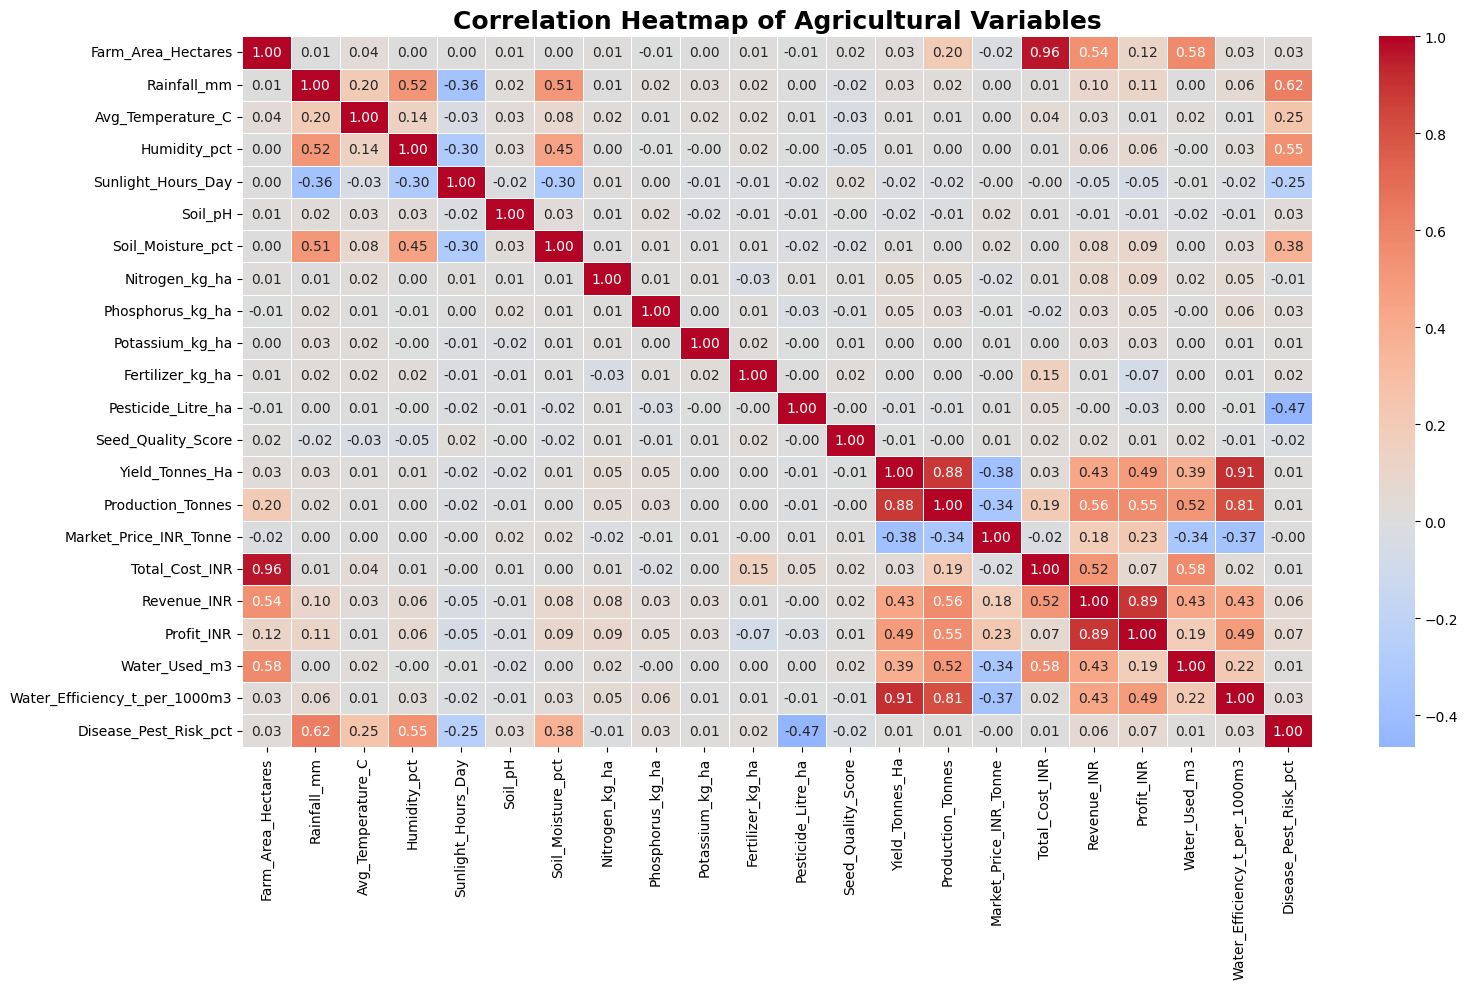 Correlation Heatmap of Agricultural Variables
Farm_Area_Hectares 1.00 0.01 0.04 0.00 0.00 0.01 0.00 0.01 -0.01 0.00 0.01 -0.01 0.02 0.03 0.20 -0.02 0.96 0.54 0.12 0.58 0.03 0.03
Rainfall_mm 0.01 1.00 0.20 0.52 -0.36 0.02 0.51 0.01 0.02 0.03 0.02 0.00 -0.02 0.03 0.02 0.00 0.01 0.10 0.11 0.00 0.06 0.62
Avg_Temperature_C 0.04 0.20 1.00 0.14 -0.03 0.03 0.08 0.02 0.01 0.02 0.02 0.01 -0.03 0.01 0.01 0.00 0.04 0.03 0.01 0.02 0.01 0.25
Humidity_pct 0.00 0.52 0.14 1.00 -0.30 0.03 0.45 0.00 -0.01 -0.00 0.02 -0.00 -0.05 0.01 0.00 0.00 0.01 0.06 0.06 -0.00 0.03 0.55
Sunlight_Hours_Day 0.00 -0.36 -0.03 -0.30 1.00 -0.02 -0.30 0.01 0.00 -0.01 -0.01 -0.02 0.02 -0.02 -0.02 -0.00 -0.00 -0.05 -0.05 -0.01 -0.02 -0.25
Soil_pH 0.01 0.02 0.03 0.03 -0.02 1.00 0.03 0.01 0.02 -0.02 -0.01 -0.01 -0.00 -0.02 -0.01 0.02 0.01 -0.01 -0.01 -0.02 -0.01 0.03
Soil_Moisture_pct 0.00 0.51 0.08 0.45 -0.30 0.03 1.00 0.01 0.01 0.01 0.01 -0.02 -0.02 0.01 0.00 0.02 0.00 0.08 0.09 0.00 0.03 0.38
Nitrogen_kg_ha 0.01 0.01 0.02 0.00 0.01 0.01 0.01 1.00 0.01 0.01 -0.03 0.01 0.01 0.05 0.05 -0.02 0.01 0.08 0.09 0.02 0.05 -0.01
Phosphorus_kg_ha -0.01 0.02 0.01 -0.01 0.00 0.02 0.01 0.01 1.00 0.00 0.01 -0.03 -0.01 0.05 0.03 -0.01 -0.02 0.03 0.05 -0.00 0.06 0.03
Potassium_kg_ha 0.00 0.03 0.02 -0.00 -0.01 -0.02 0.01 0.01 0.00 1.00 0.02 -0.00 0.01 0.00 0.00 0.01 0.00 0.03 0.03 0.00 0.01 0.01
Fertilizer_kg_ha 0.01 0.02 0.02 0.02 -0.01 -0.01 0.01 -0.03 0.01 0.02 1.00 -0.00 0.02 0.00 0.00 -0.00 0.15 0.01 -0.07 0.00 0.01 0.02
Pesticide_Litre_ha -0.01 0.00 0.01 -0.00 -0.02 -0.01 -0.02 0.01 -0.03 -0.00 -0.00 1.00 -0.00 -0.01 -0.01 0.01 0.05 -0.00 -0.03 0.00 -0.01 -0.47
Seed_Quality_Score 0.02 -0.02 -0.03 -0.05 0.02 -0.00 -0.02 0.01 -0.01 0.01 0.02 -0.00 1.00 -0.01 -0.00 0.01 0.02 0.02 0.01 0.02 -0.01 -0.02
Yield_Tonnes_Ha 0.03 0.03 0.01 0.01 -0.02 -0.02 0.01 0.05 0.05 0.00 0.00 -0.01 -0.01 1.00 0.88 -0.38 0.03 0.43 0.49 0.39 0.91 0.01
Production_Tonnes 0.20 0.02 0.01 0.00 -0.02 -0.01 0.00 0.05 0.03 0.00 0.00 -0.01 -0.00 0.88 1.00 -0.34 0.19 0.56 0.55 0.52 0.81 0.01
Market_Price_INR_Tonne -0.02 0.00 0.00 0.00 -0.00 0.02 0.02 -0.02 -0.01 0.01 -0.00 0.01 0.01 -0.38 -0.34 1.00 -0.02 0.18 0.23 -0.34 -0.37 -0.00
Total_Cost_INR 0.96 0.01 0.04 0.01 -0.00 0.01 0.00 0.01 -0.02 0.00 0.15 0.05 0.02 0.03 0.19 -0.02 1.00 0.52 0.07 0.58 0.02 0.01
Revenue_INR 0.54 0.10 0.03 0.06 -0.05 -0.01 0.08 0.08 0.03 0.03 0.01 -0.00 0.02 0.43 0.56 0.18 0.52 1.00 0.89 0.43 0.43 0.06
Profit_INR 0.12 0.11 0.01 0.06 -0.05 -0.01 0.09 0.09 0.05 0.03 -0.07 -0.03 0.01 0.49 0.55 0.23 0.07 0.89 1.00 0.19 0.49 0.07
Water_Used_m3 0.58 0.00 0.02 -0.00 -0.01 -0.02 0.00 0.02 -0.00 0.00 0.00 0.00 0.02 0.39 0.52 -0.34 0.58 0.43 0.19 1.00 0.22 0.01
Water_Efficiency_t_per_1000m3 0.03 0.06 0.01 0.03 -0.02 -0.01 0.03 0.05 0.06 0.01 0.01 -0.01 -0.01 0.91 0.81 -0.37 0.02 0.43 0.49 0.22 1.00 0.03
Disease_Pest_Risk_pct 0.03 0.62 0.25 0.55 -0.25 0.03 0.38 -0.01 0.03 0.01 0.02 -0.47 -0.02 0.01 0.01 -0.00 0.01 0.06 0.07 0.01 0.03 1.00
Farm_Area_Hectares
Rainfall_mm
Avg_Temperature_C
Humidity_pct
Sunlight_Hours_Day
Soil_pH
Soil_Moisture_pct
Nitrogen_kg_ha
Phosphorus_kg_ha
Potassium_kg_ha
Fertilizer_kg_ha
Pesticide_Litre_ha
Seed_Quality_Score
Yield_Tonnes_Ha
Production_Tonnes
Market_Price_INR_Tonne
Total_Cost_INR
Revenue_INR
Profit_INR
Water_Used_m3
Water_Efficiency_t_per_1000m3
Disease_Pest_Risk_pct
1.0
0.8
0.6
0.4
0.2
0.0
−0.2
−0.4